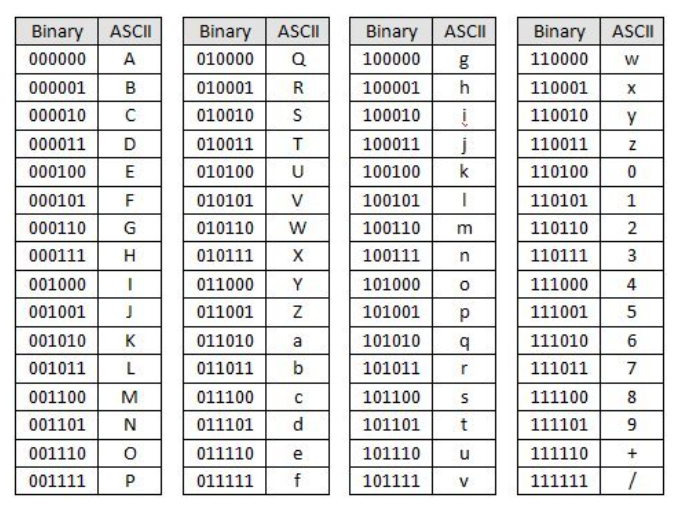 Binary ASCII Binary ASCII Binary ASCII Binary ASCII
000000 A 010000 Q 100000 g 110000 w
000001 B 010001 R 100001 h 110001 x
000010 C 010010 S 100010 i 110010 y
000011 D 010011 T 100011 j 110011 z
000100 E 010100 U 100100 k 110100 0
000101 F 010101 V 100101 l 110101 1
000110 G 010110 W 100110 m 110110 2
000111 H 010111 X 100111 n 110111 3
001000 I 011000 Y 101000 o 111000 4
001001 J 011001 Z 101001 p 111001 5
001010 K 011010 a 101010 q 111010 6
001011 L 011011 b 101011 r 111011 7
001100 M 011100 c 101100 s 111100 8
001101 N 011101 d 101101 t 111101 9
001110 O 011110 e 101110 u 111110 +
001111 P 011111 f 101111 v 111111 /